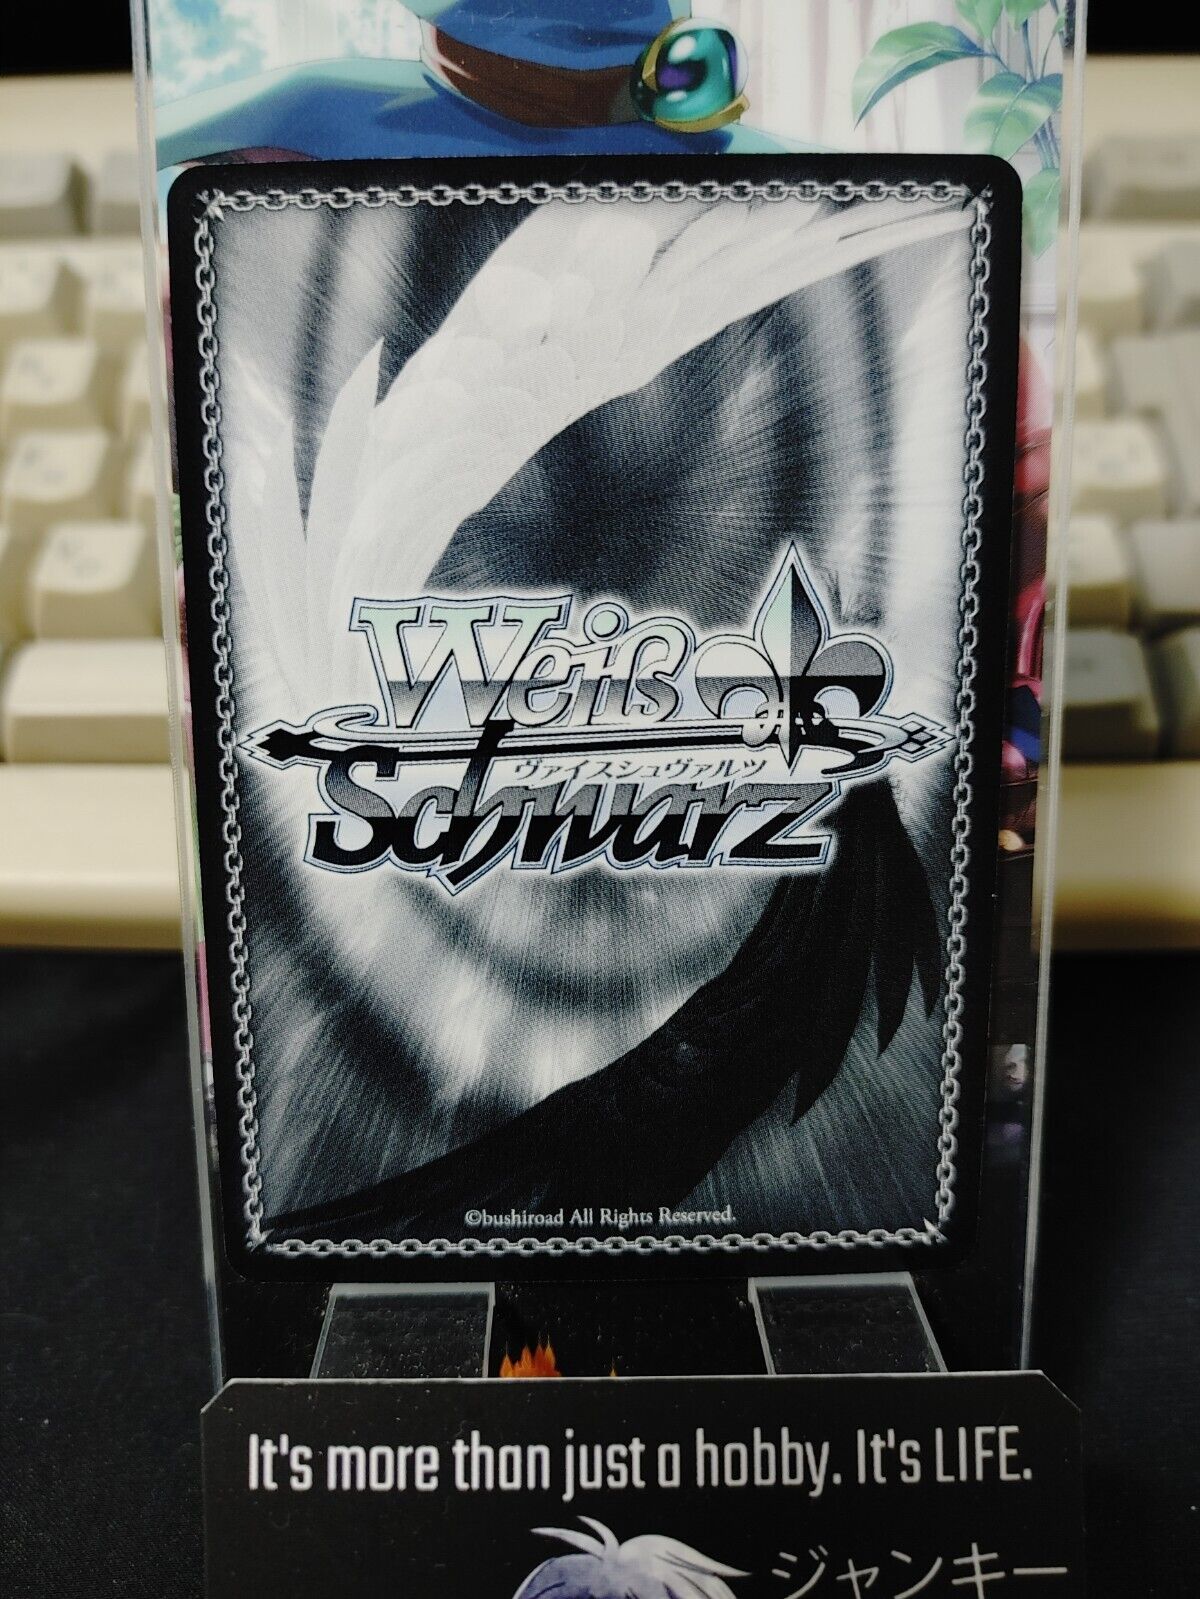 Weiß
ヴァイスシュヴァルツ
Schwarz
©bushiroad All Rights Reserved.
It's more than just a hobby. It's LIFE.
ジャンキー